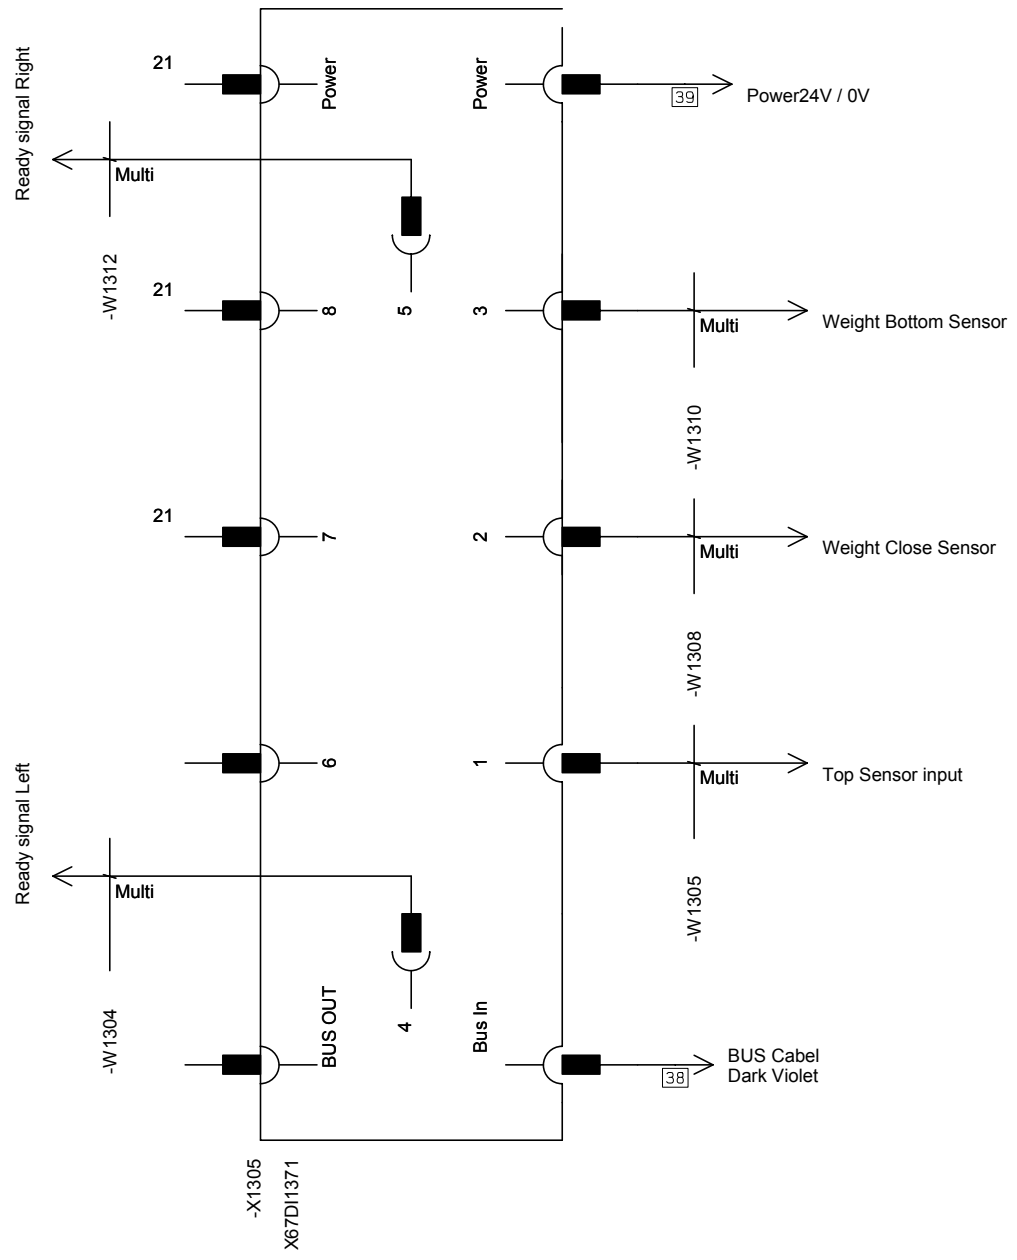 21
Power
Power
39
Power24V / 0V
Ready signal Right
Multi
-W1312
21
8
5
3
Multi
Weight Bottom Sensor
-W1310
21
7
2
Multi
Weight Close Sensor
-W1308
6
1
Multi
Top Sensor input
-W1305
Ready signal Left
Multi
-W1304
BUS OUT
4
Bus In
38
BUS Cabel
Dark Violet
-X1305
X67DI1371